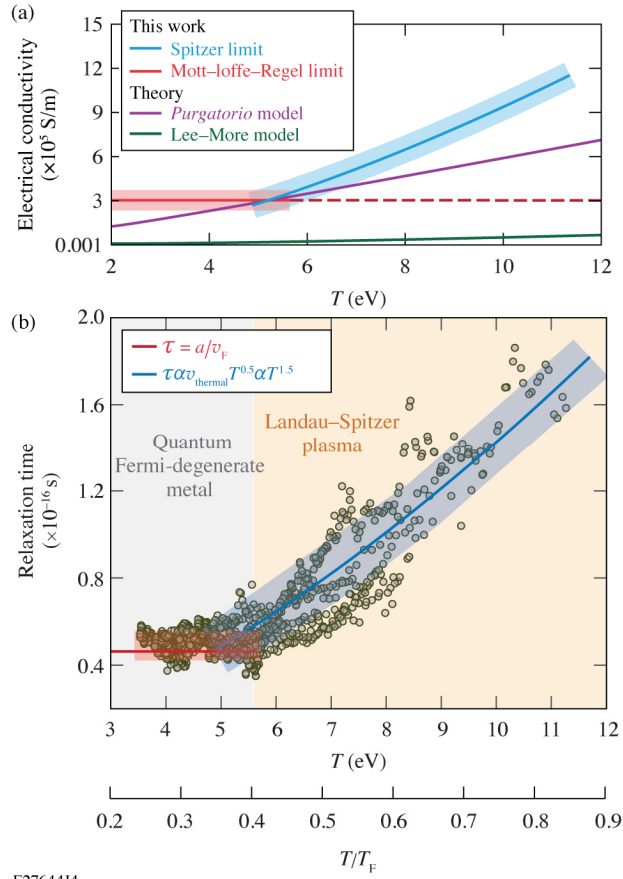 (a)
15
12
9
6
3
0.001
Electrical conductivity
(×10⁵ S/m)
This work
Spitzer limit
Mott–Ioffe–Regel limit
Theory
Purgatorio model
Lee–More model
2 4 6 8 10 12
T (eV)
(b)
2.0
1.6
1.2
0.8
0.4
Relaxation time
(×10⁻¹⁶ s)
τ = a/v_F
ταv_thermal T^0.5 αT^1.5
Quantum
Fermi-degenerate
metal
Landau–Spitzer
plasma
3 4 5 6 7 8 9 10 11 12
T (eV)
0.2 0.3 0.4 0.5 0.6 0.7 0.8 0.9
T/T_F